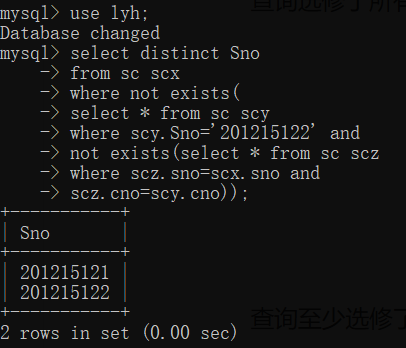 查询选修了所有
mysql> use lyh;
Database changed
mysql> select distinct Sno
    -> from sc scx
    -> where not exists(
    -> select * from sc scy
    -> where scy.Sno='201215122' and
    -> not exists(select * from sc scz
    -> where scz.sno=scx.sno and
    -> scz.cno=scy.cno));
+-----------+
| Sno       |
+-----------+
| 201215121 |
| 201215122 |
+-----------+
查询至少选修了
2 rows in set (0.00 sec)